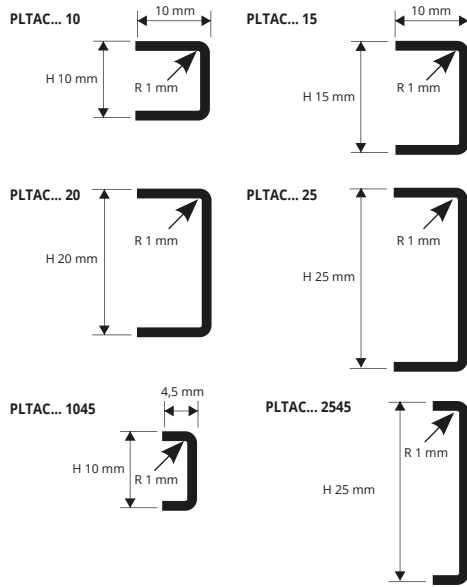 PLTAC... 10
10 mm
H 10 mm
R 1 mm
PLTAC... 15
10 mm
H 15 mm
R 1 mm
PLTAC... 20
H 20 mm
R 1 mm
PLTAC... 25
H 25 mm
R 1 mm
PLTAC... 1045
4,5 mm
H 10 mm
R 1 mm
PLTAC... 2545
H 25 mm
R 1 mm